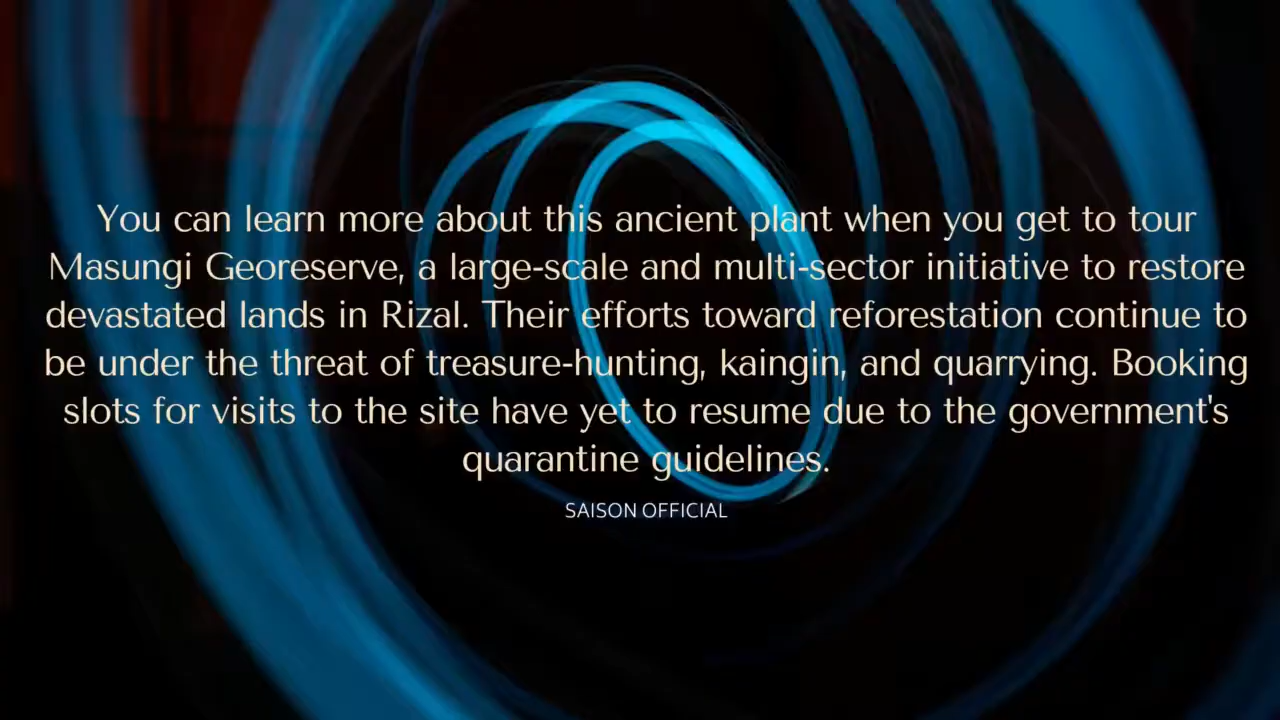 You can learn more about this ancient plant when you get to tour
Masungi Georeserve, a large-scale and multi-sector initiative to restore
devastated lands in Rizal. Their efforts toward reforestation continue to
be under the threat of treasure-hunting, kaingin, and quarrying. Booking
slots for visits to the site have yet to resume due to the government's
quarantine guidelines.
SAISON OFFICIAL